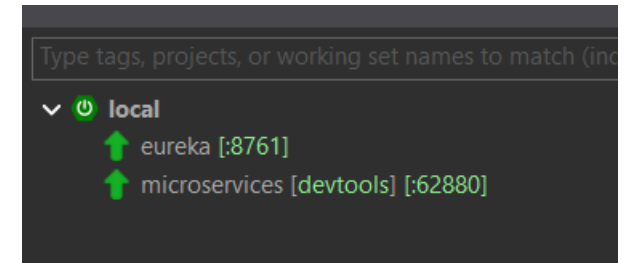 Type tags, projects, or working set names to match (inc
local
eureka [:8761]
microservices [devtools] [:62880]